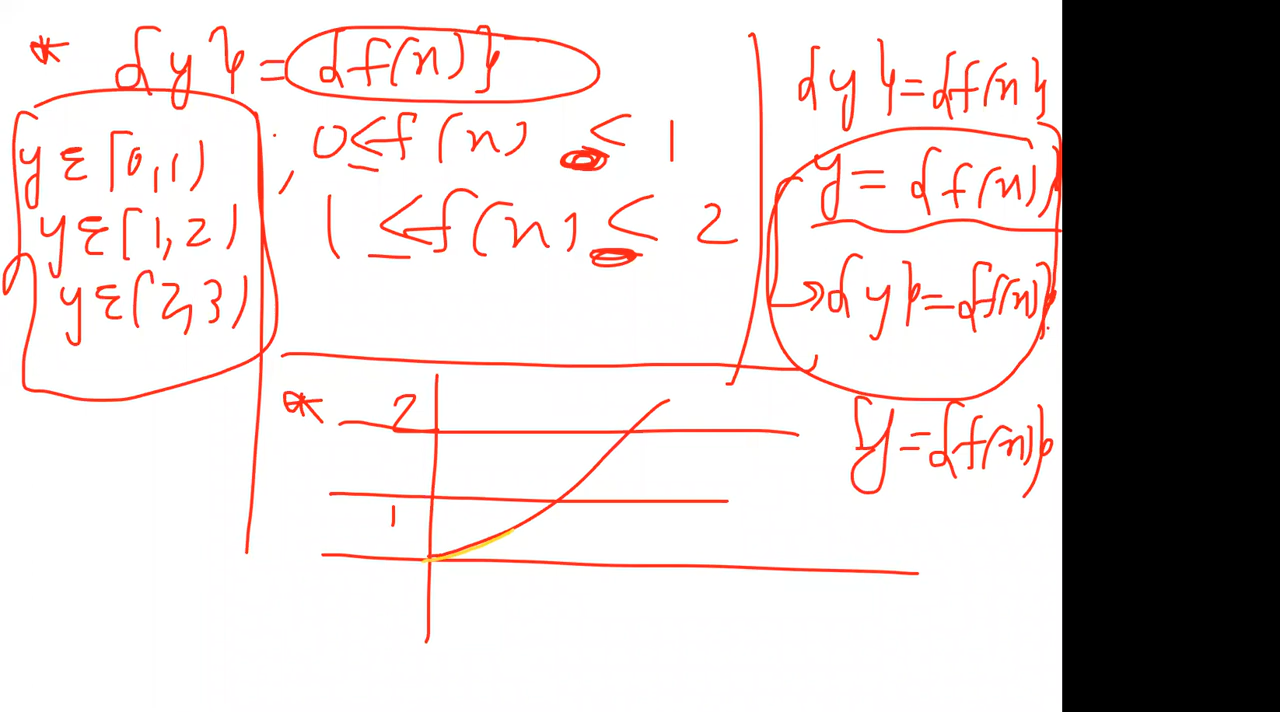 * {y} = {f(x)}
y ∈ [0,1) , 0 ≤ f(x) < 1
y ∈ [1,2) 1 ≤ f(x) < 2
y ∈ [2,3)
{y} = {f(x)}
y = {f(x)}
→ {y} = {f(x)}
y = {f(x)}
* 2
1